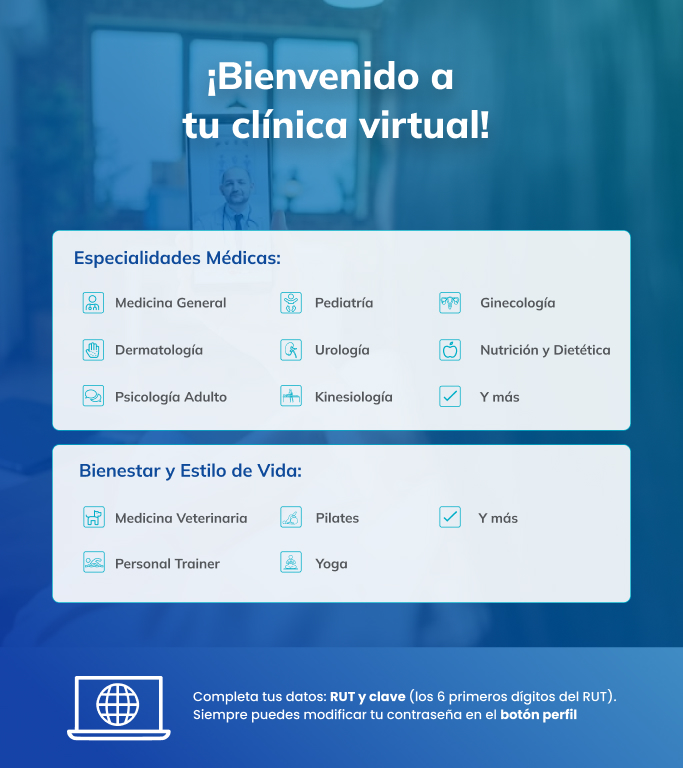 ¡Bienvenido a
tu clínica virtual!
Especialidades Médicas:
Medicina General
Pediatría
Ginecología
Dermatología
Urología
Nutrición y Dietética
Psicología Adulto
Kinesiología
Y más
Bienestar y Estilo de Vida:
Medicina Veterinaria
Pilates
Y más
Personal Trainer
Yoga
Completa tus datos: RUT y clave (los 6 primeros dígitos del RUT).
Siempre puedes modificar tu contraseña en el botón perfil